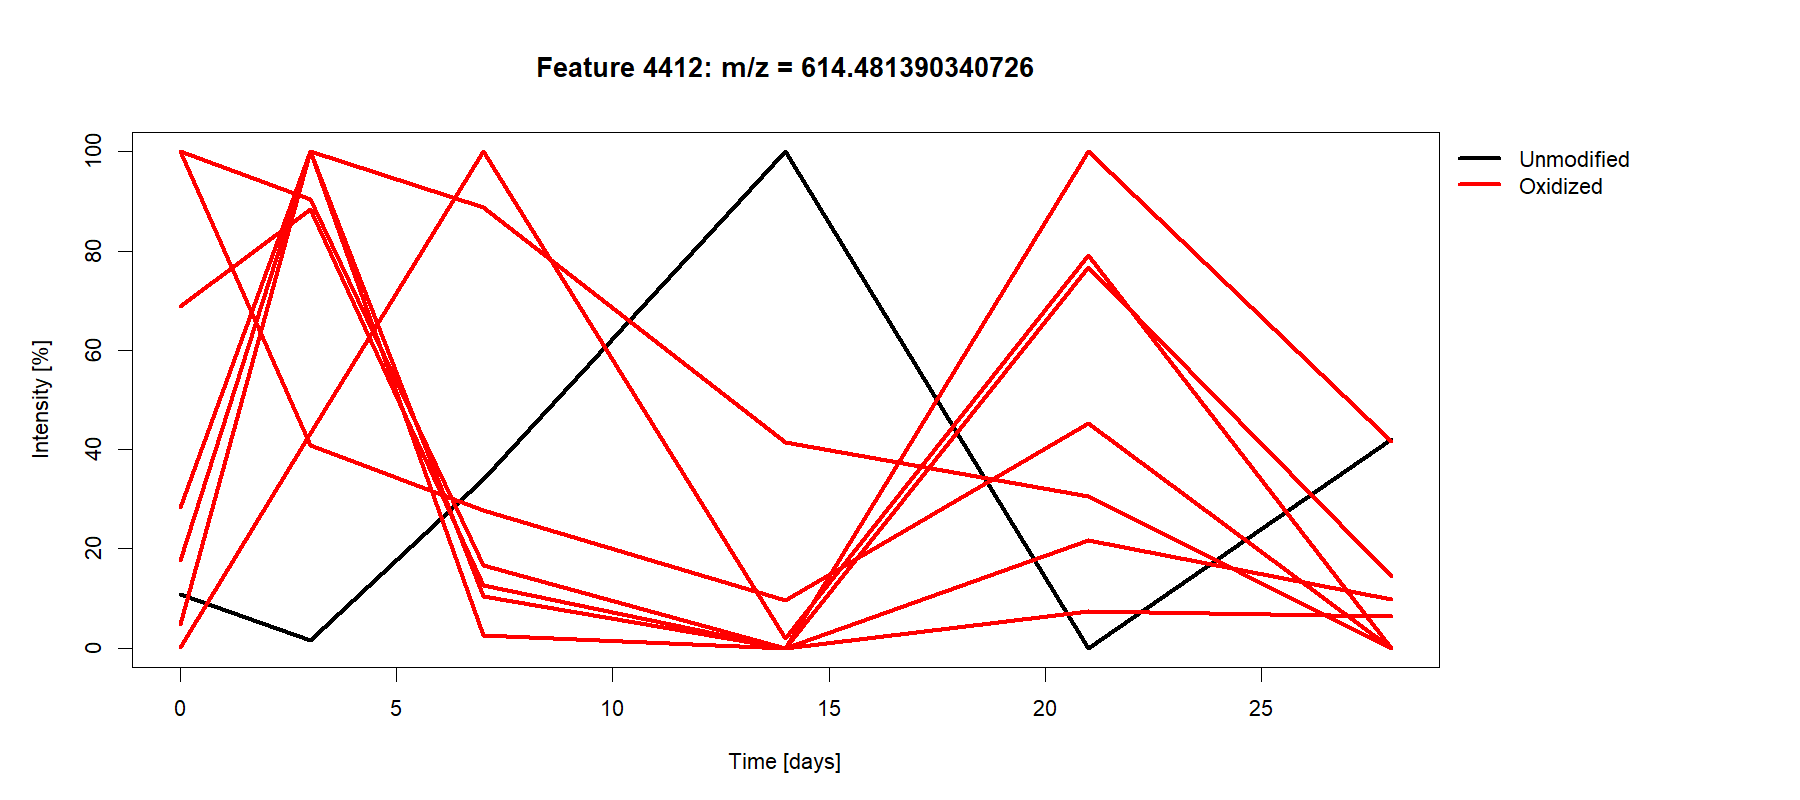 Feature 4412: m/z = 614.481390340726
Unmodified
Oxidized
Intensity [%]
100
80
60
40
20
0
0 5 10 15 20 25
Time [days]